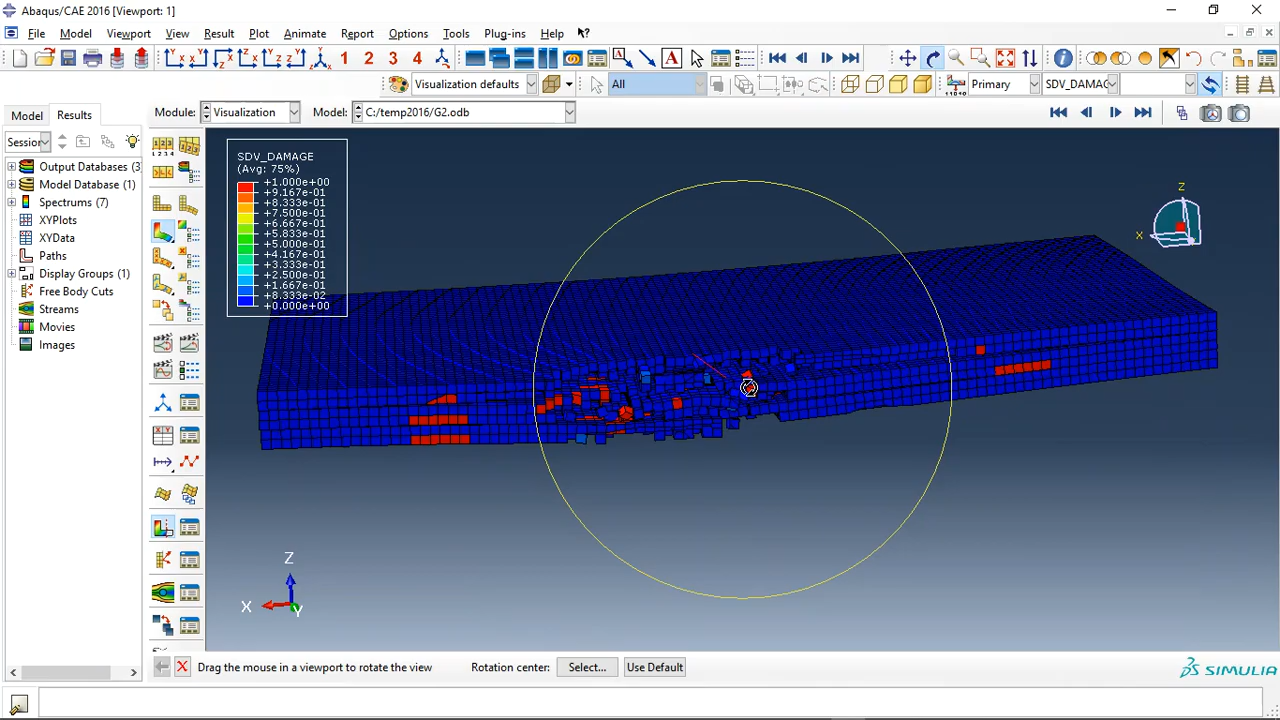 Abaqus/CAE 2016 [Viewport: 1]
File Model Viewport View Result Plot Animate Report Options Tools Plug-ins Help
1 2 3 4 A
Visualization defaults All Primary SDV_DAMAG
Model Results Module: Visualization Model: C:/temp2016/G2.odb
Session
Output Databases (3)
Model Database (1)
Spectrums (7)
XYPlots
XYData
Paths
Display Groups (1)
Free Body Cuts
Streams
Movies
Images
SDV_DAMAGE
(Avg: 75%)
+1.000e+00
+9.167e-01
+8.333e-01
+7.500e-01
+6.667e-01
+5.833e-01
+5.000e-01
+4.167e-01
+3.333e-01
+2.500e-01
+1.667e-01
+8.333e-02
+0.000e+00
Z
X
Z
X
Y
Drag the mouse in a viewport to rotate the view Rotation center: Select... Use Default
SIMULIA